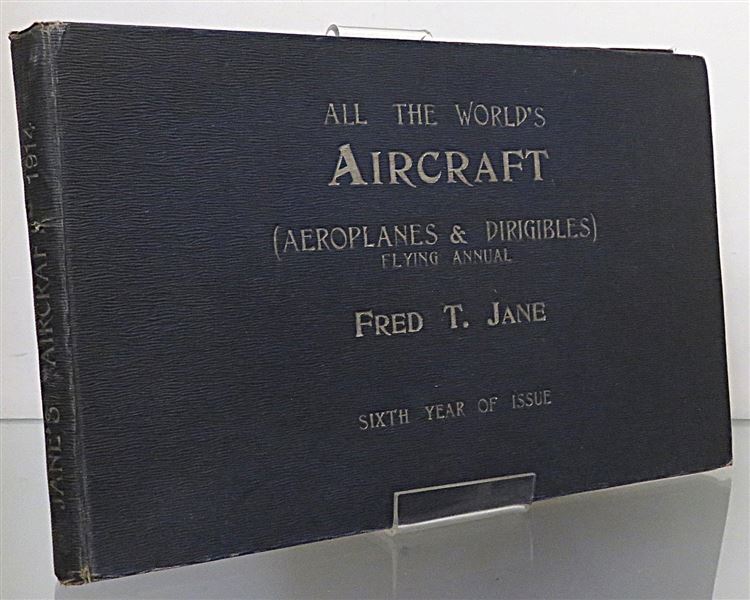 ALL THE WORLD'S
AIRCRAFT
(AEROPLANES & DIRIGIBLES)
FLYING ANNUAL
FRED T. JANE
SIXTH YEAR OF ISSUE
JANE'S AIRCRAFT 1914